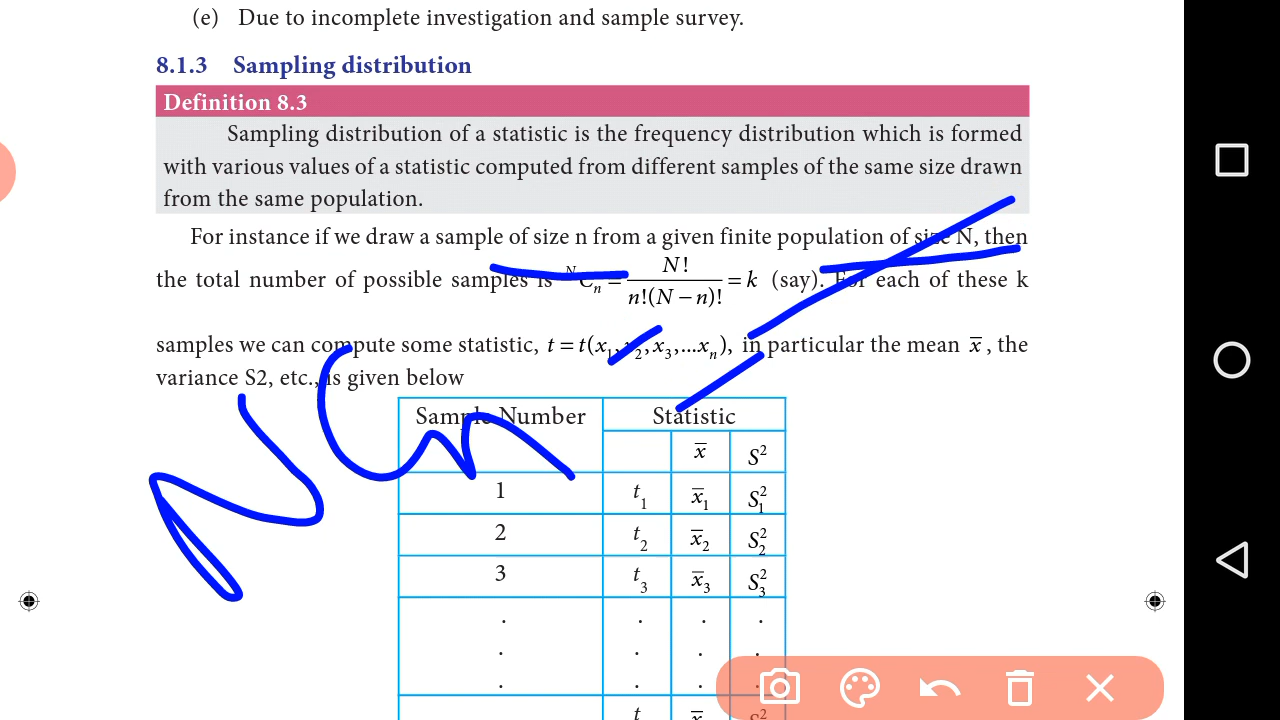 (e) Due to incomplete investigation and sample survey.
8.1.3 Sampling distribution
Definition 8.3
Sampling distribution of a statistic is the frequency distribution which is formed
with various values of a statistic computed from different samples of the same size drawn
from the same population.
For instance if we draw a sample of size n from a given finite population of size N, then
the total number of possible samples is ᴺCₙ = N! / n!(N − n)! = k (say). For each of these k
samples we can compute some statistic, t = t(x₁, x₂, x₃, ...xₙ), in particular the mean x̄, the
variance S2, etc., is given below
NCn
Sample Number Statistic
x̄ S²
1 t₁ x̄₁ S₁²
2 t₂ x̄₂ S₂²
3 t₃ x̄₃ S₃²
. . . .
. . . .
. . . .
t x̄ S²